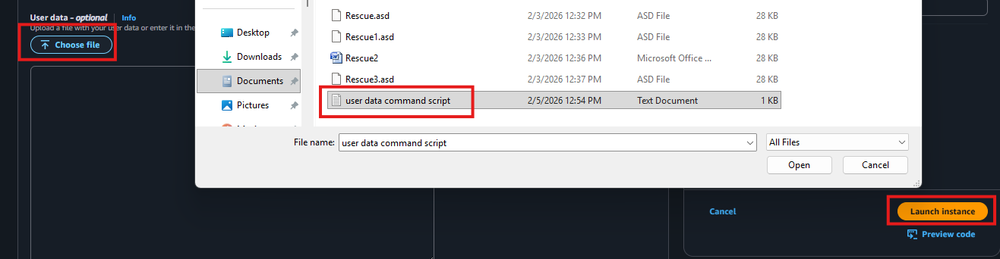 User data – optional | Info
Upload a file with your user data or enter it in the
Choose file
Desktop
Downloads
Documents
Pictures
Rescue.asd 2/3/2026 12:32 PM ASD File 28 KB
Rescue1.asd 2/3/2026 12:33 PM ASD File 28 KB
Rescue2 2/3/2026 12:36 PM Microsoft Office ... 28 KB
Rescue3.asd 2/3/2026 12:37 PM ASD File 28 KB
user data command script 2/5/2026 12:54 PM Text Document 1 KB
File name: user data command script All Files
Open Cancel
Cancel Launch instance
Preview code